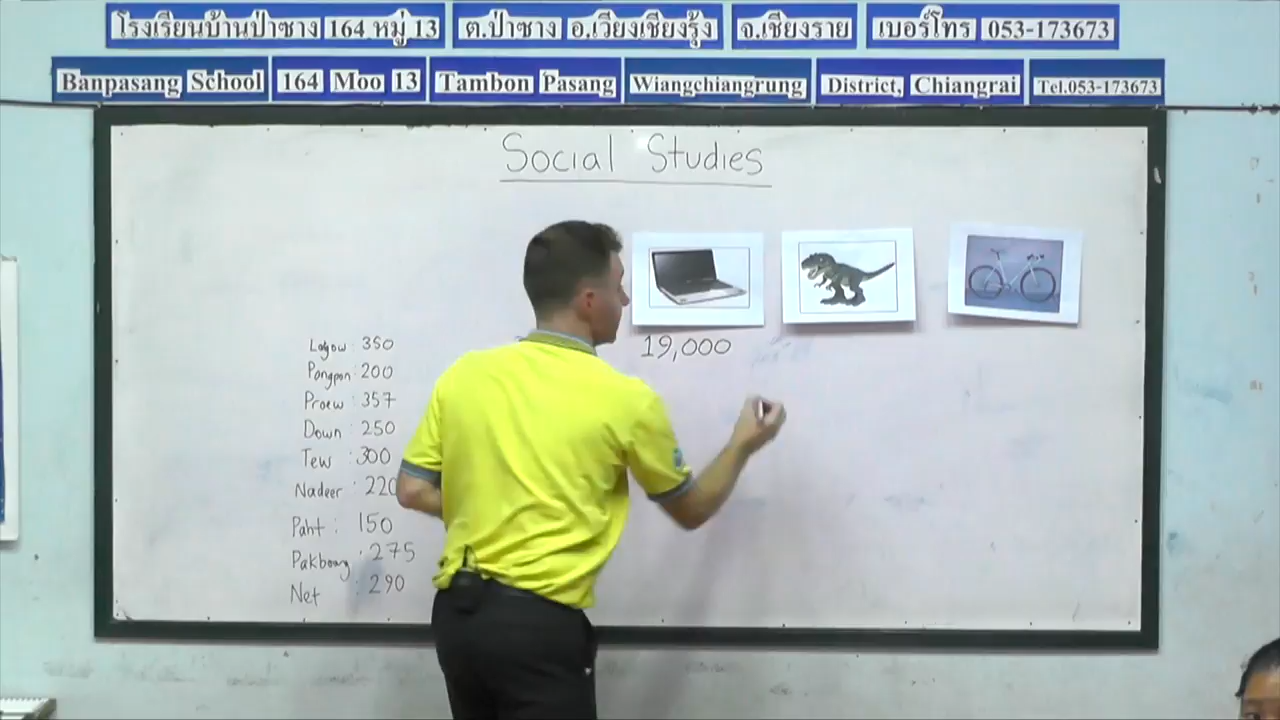 โรงเรียนบ้านป่าซาง 164 หมู่ 13 ต.ป่าซาง อ.เวียงเชียงรุ้ง จ.เชียงราย เบอร์โทร 053-173673
Banpasang School 164 Moo 13 Tambon Pasang Wiangchiangrung District, Chiangrai Tel.053-173673
Social Studies
19,000
: 350
Pongpon : 200
Praew : 357
Down : 250
Tew : 300
Nadeer : 220
Paht : 150
Pakboong : 275
Net : 290